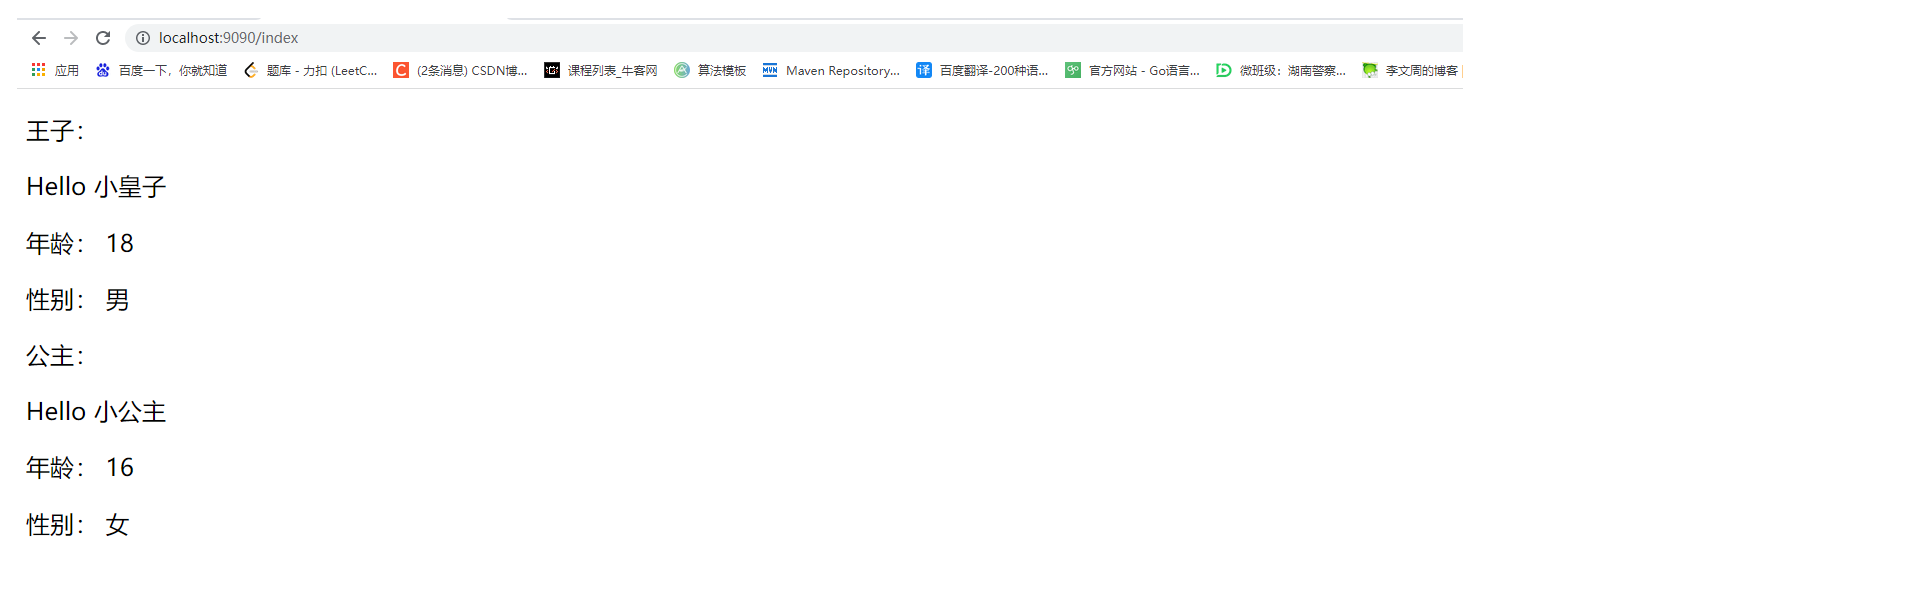 localhost:9090/index
应用 百度一下，你就知道 题库 - 力扣 (LeetC... (2条消息) CSDN博... 课程列表_牛客网 算法模板 Maven Repository... 百度翻译-200种语... 官方网站 - Go语言... 微班级：湖南警察... 李文周的博客
王子：
Hello 小皇子
年龄： 18
性别： 男
公主：
Hello 小公主
年龄： 16
性别： 女